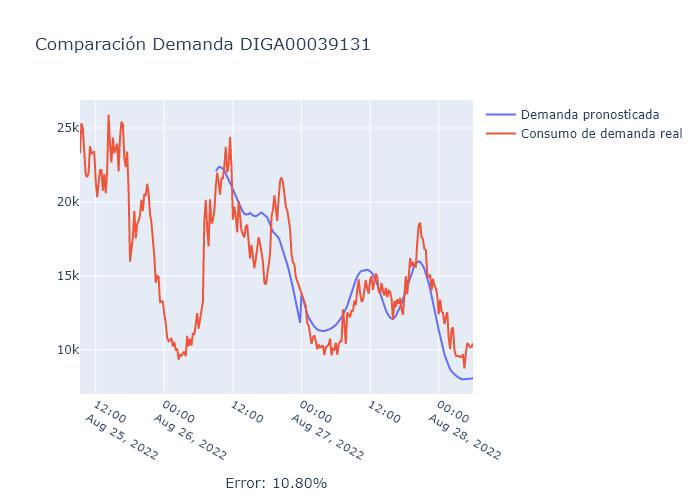 Comparación Demanda DIGA00039131
Demanda pronosticada
Consumo de demanda real
25k
20k
15k
10k
12:00
Aug 25, 2022
00:00
Aug 26, 2022
12:00
00:00
Aug 27, 2022
12:00
00:00
Aug 28, 2022
Error: 10.80%